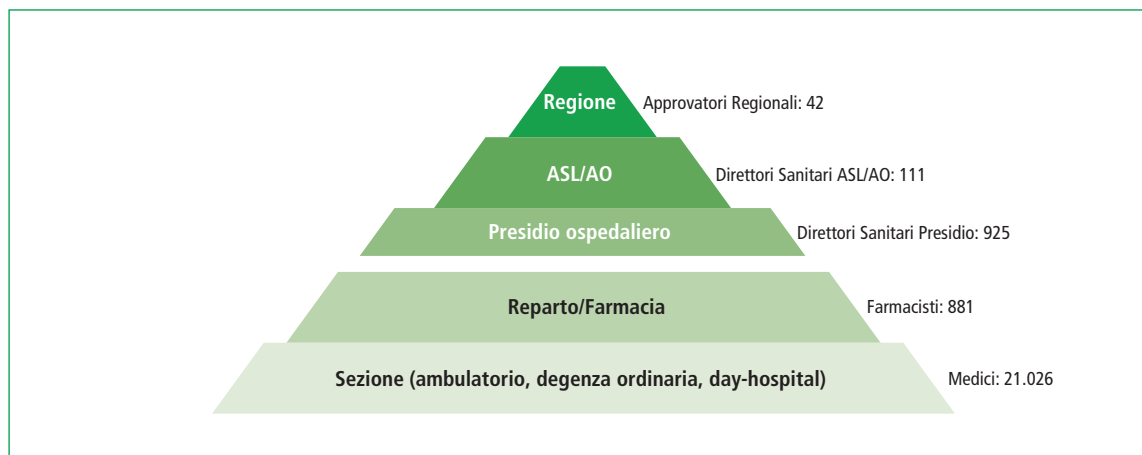 Regione
Approvatori Regionali: 42
ASL/AO
Direttori Sanitari ASL/AO: 111
Presidio ospedaliero
Direttori Sanitari Presidio: 925
Reparto/Farmacia
Farmacisti: 881
Sezione (ambulatorio, degenza ordinaria, day-hospital)
Medici: 21.026